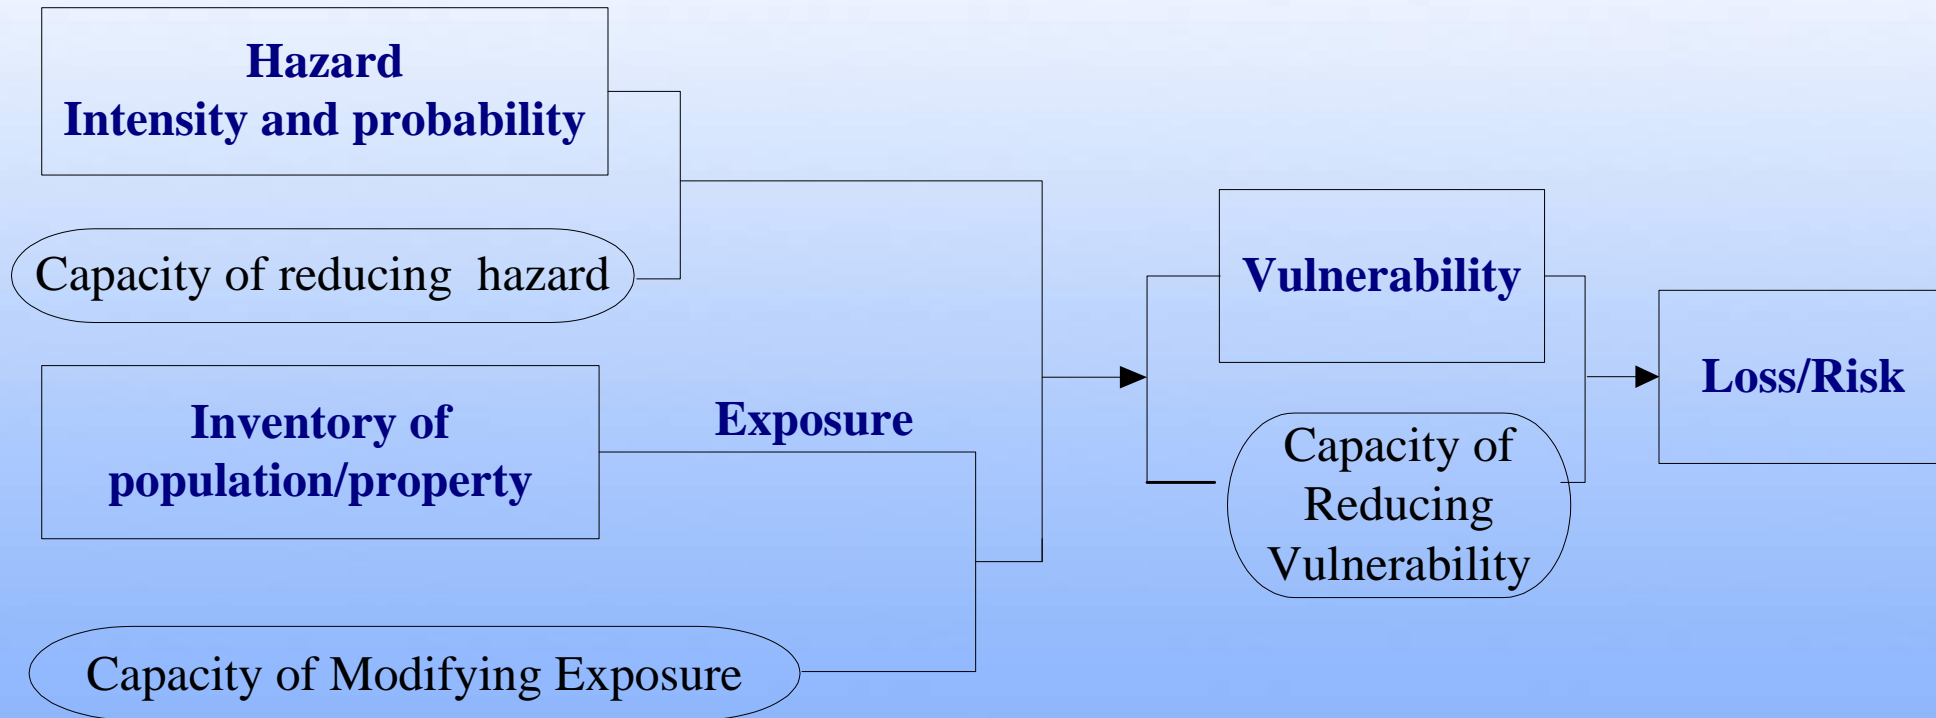 Hazard
Intensity and probability
Capacity of reducing  hazard
Inventory of
population/property
Exposure
Capacity of Modifying Exposure
Vulnerability
Capacity of
Reducing
Vulnerability
Loss/Risk